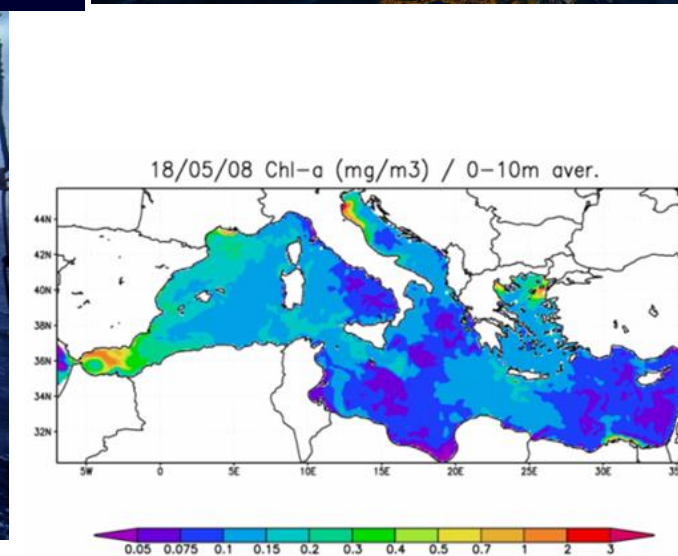 18/05/08 Chl-a (mg/m3) / 0-10m aver.
44N
42N
40N
38N
36N
34N
32N
5W 0 5E 10E 15E 20E 25E 30E
0.05 0.075 0.1 0.15 0.2 0.3 0.4 0.5 0.7 1 2 3